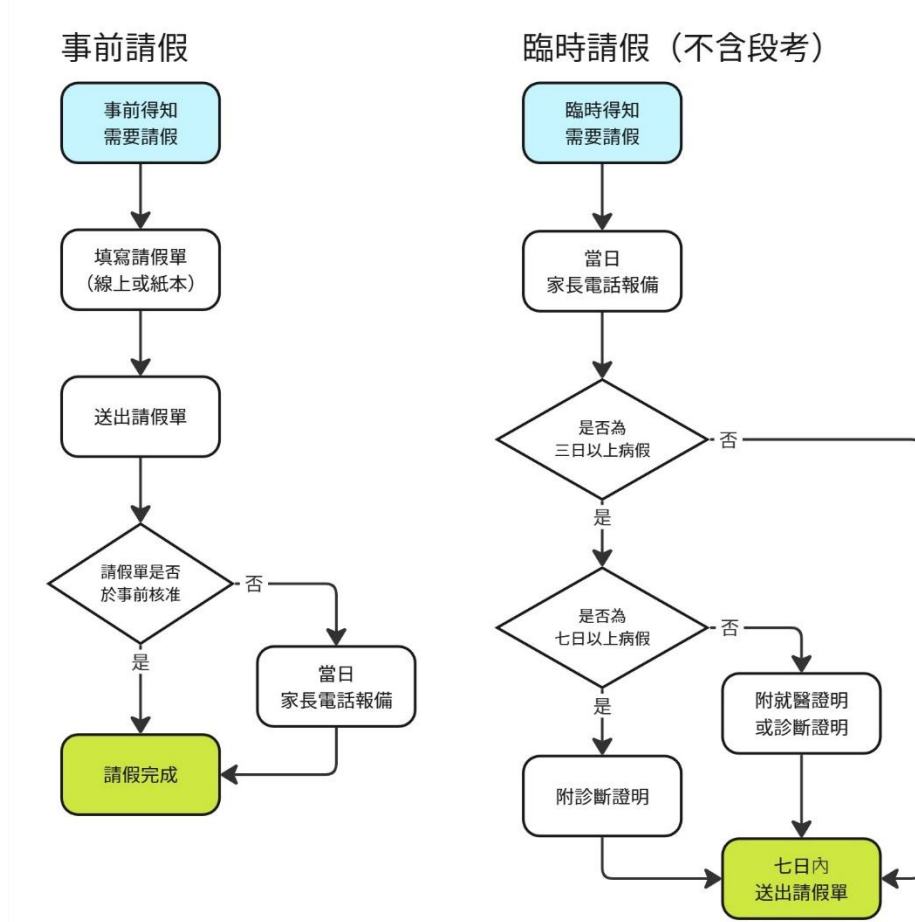 事前請假
事前得知
需要請假
填寫請假單
（線上或紙本）
送出請假單
請假單是否
於事前核准
否
是
當日
家長電話報備
請假完成
臨時請假（不含段考）
臨時得知
需要請假
當日
家長電話報備
是否為
三日以上病假
否
是
是否為
七日以上病假
否
是
附就醫證明
或診斷證明
附診斷證明
七日內
送出請假單